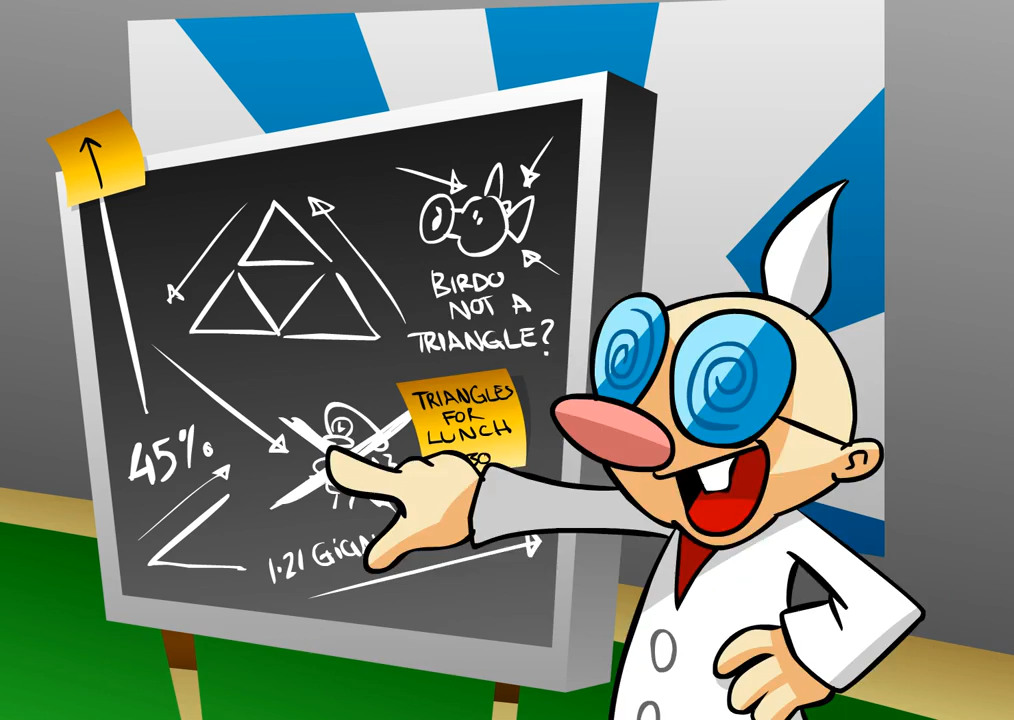 BIRDO
NOT A
TRIANGLE?
TRIANGLES
FOR
LUNCH
45%
1.21